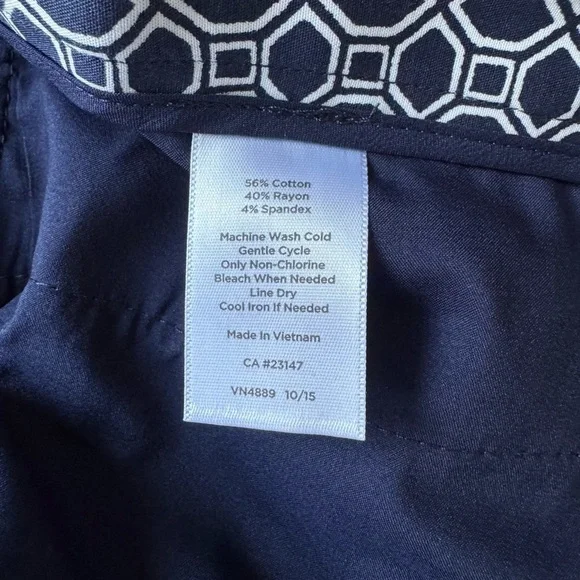 56% Cotton
40% Rayon
4% Spandex
Machine Wash Cold
Gentle Cycle
Only Non-Chlorine
Bleach When Needed
Line Dry
Cool Iron If Needed
Made In Vietnam
CA #23147
VN4889 10/15